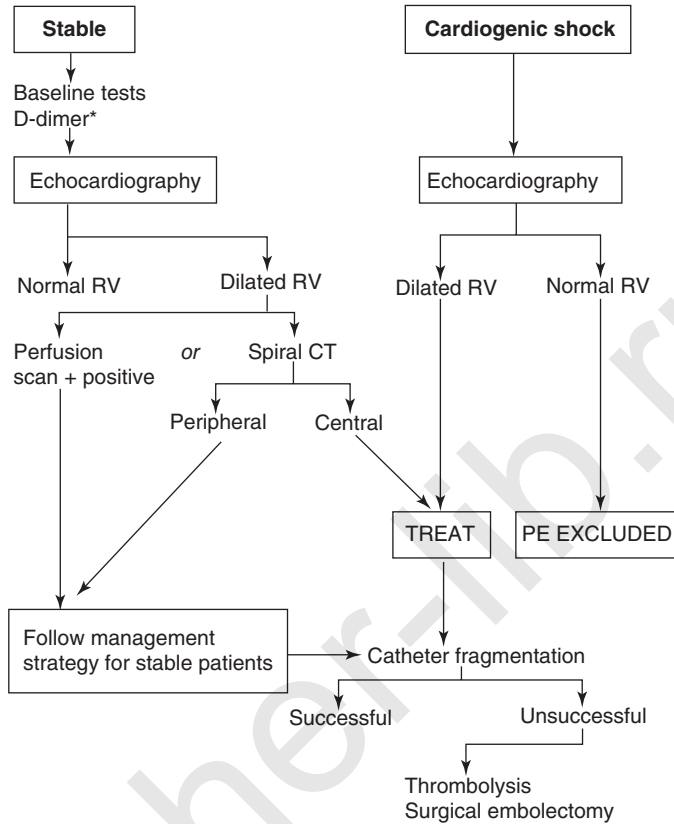 Stable
Cardiogenic shock
Baseline tests
D-dimer*
Echocardiography
Echocardiography
Normal RV
Dilated RV
Dilated RV
Normal RV
Perfusion
scan + positive
or
Spiral CT
Peripheral
Central
TREAT
PE EXCLUDED
Follow management
strategy for stable patients
Catheter fragmentation
Successful
Unsuccessful
Thrombolysis
Surgical embolectomy
her-lib.r